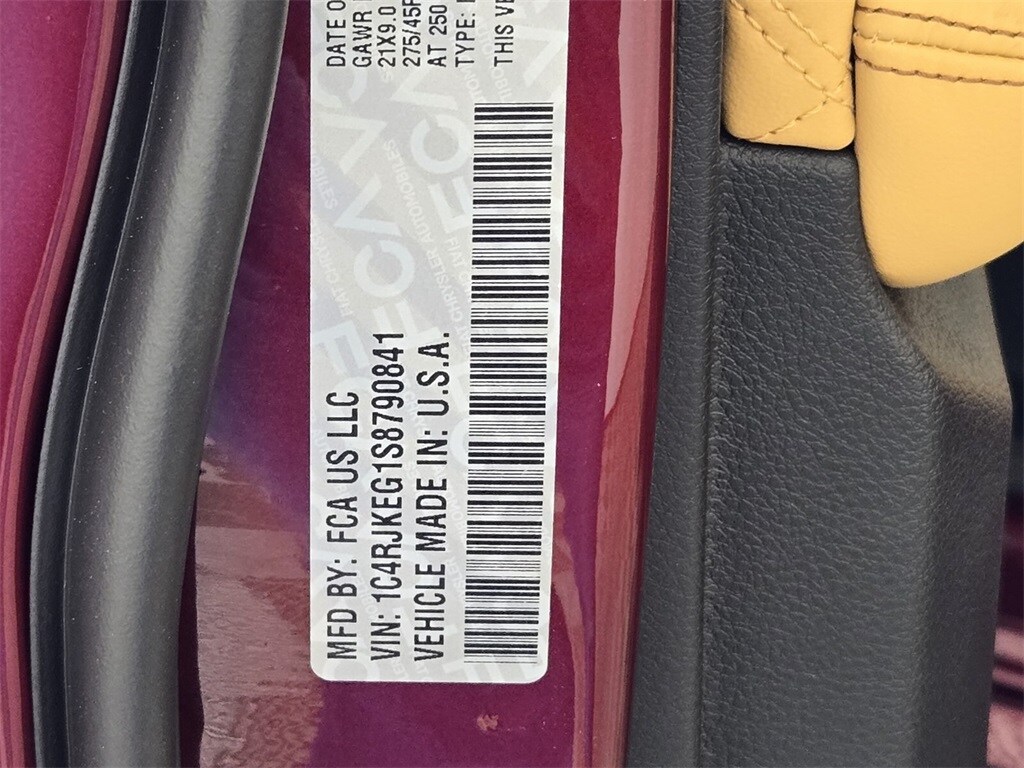 MFD BY: FCA US LLC
VIN: 1C4RJKEG1S8790841
VEHICLE MADE IN: U.S.A.
DATE O
GAWR
21X9.0
275/45R
AT 250
TYPE:
THIS VE